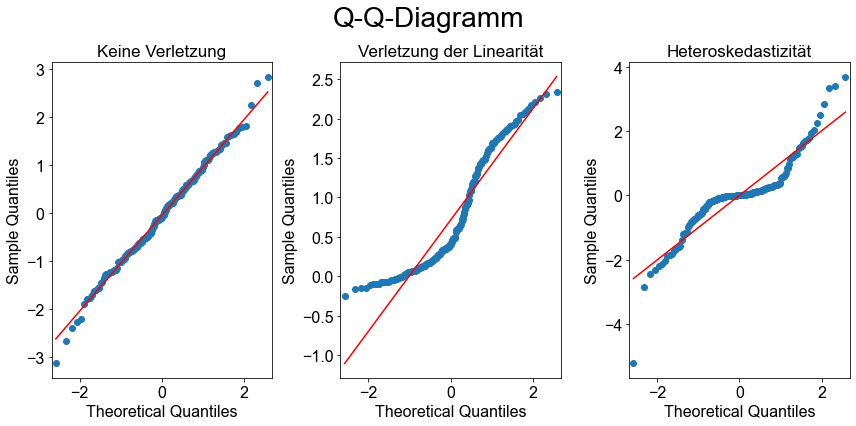 Q-Q-Diagramm
Keine Verletzung
3
2
1
0
−1
−2
−3
−2
0
2
Sample Quantiles
Theoretical Quantiles
Verletzung der Linearität
2.5
2.0
1.5
1.0
0.5
0.0
−0.5
−1.0
−2
0
2
Sample Quantiles
Theoretical Quantiles
Heteroskedastizität
4
2
0
−2
−4
−2
0
2
Sample Quantiles
Theoretical Quantiles